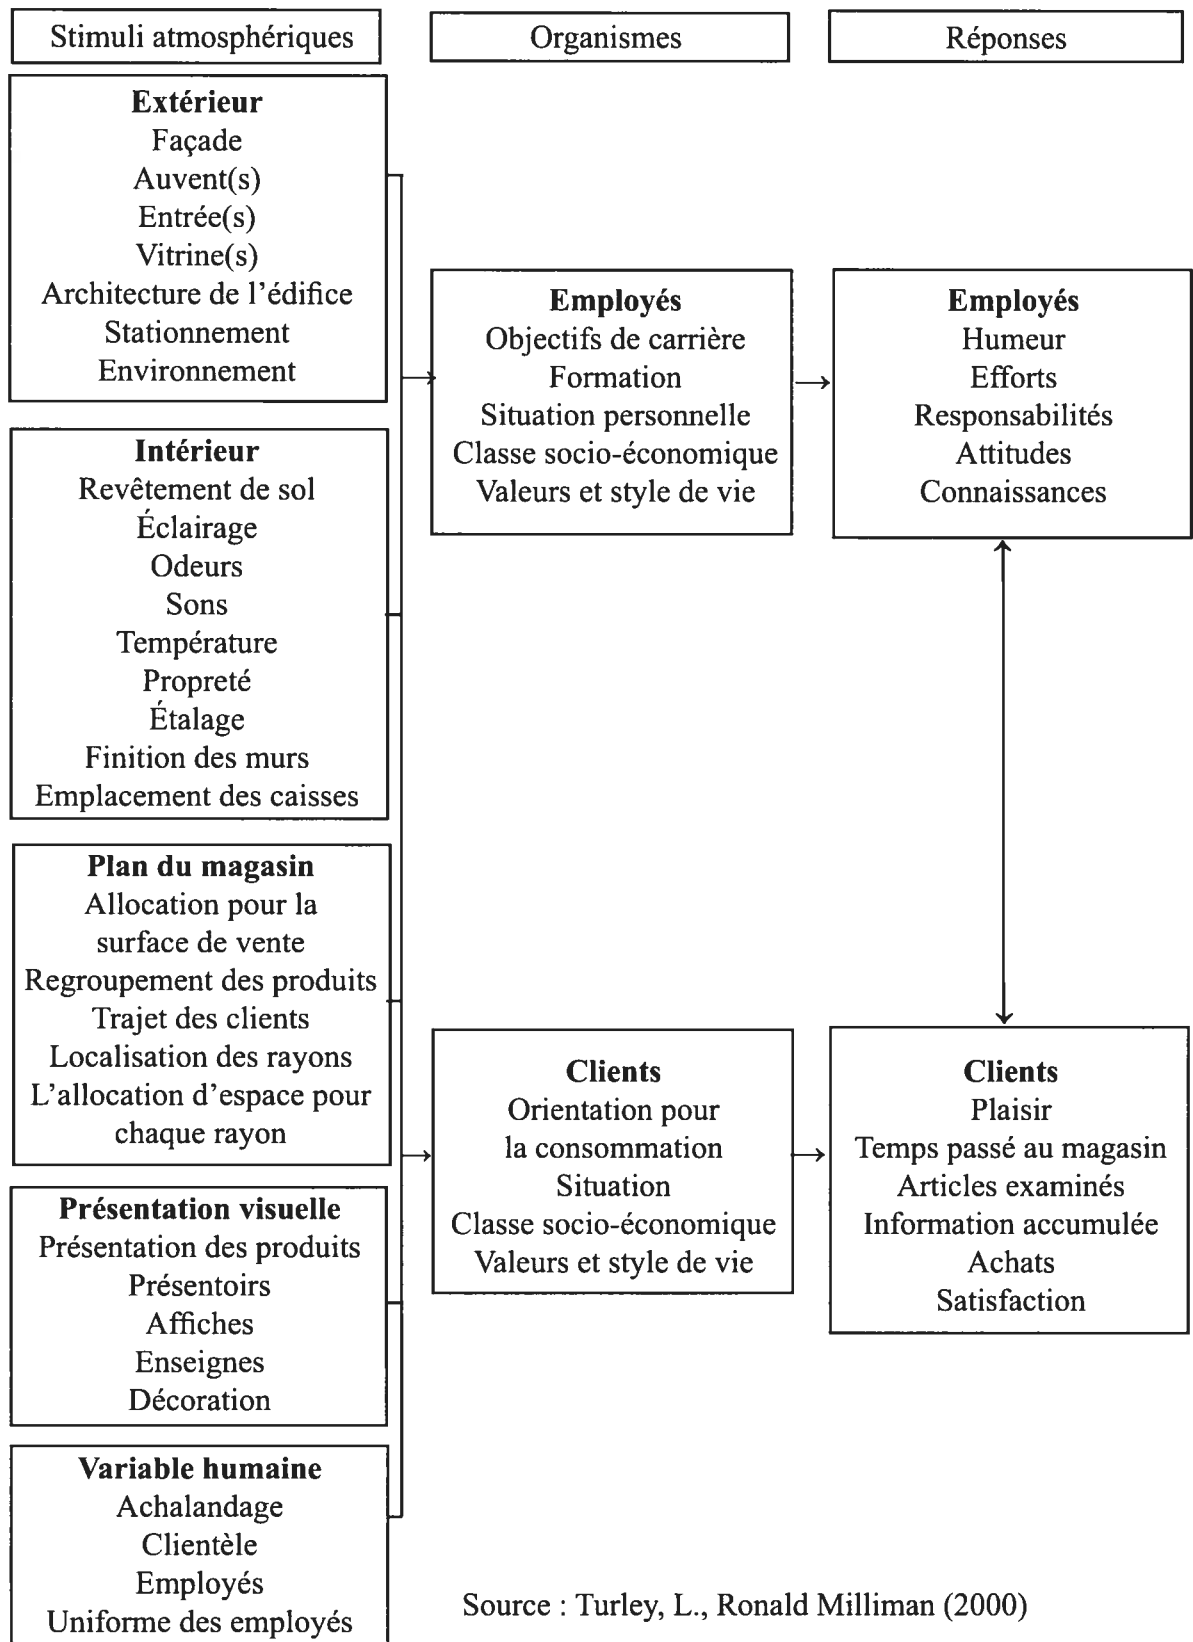 Stimuli atmosphériques
Organismes
Réponses
Extérieur
Façade
Auvent(s)
Entrée(s)
Vitrine(s)
Architecture de l’édifice
Stationnement
Environnement
Intérieur
Revêtement de sol
Éclairage
Odeurs
Sons
Température
Propreté
Étalage
Finition des murs
Emplacement des caisses
Plan du magasin
Allocation pour la
surface de vente
Regroupement des produits
Trajet des clients
Localisation des rayons
L’allocation d’espace pour
chaque rayon
Présentation visuelle
Présentation des produits
Présentoirs
Affiches
Enseignes
Décoration
Variable humaine
Achalandage
Clientèle
Employés
Uniforme des employés
Employés
Objectifs de carrière
Formation
Situation personnelle
Classe socio-économique
Valeurs et style de vie
Clients
Orientation pour
la consommation
Situation
Classe socio-économique
Valeurs et style de vie
Employés
Humeur
Efforts
Responsabilités
Attitudes
Connaissances
Clients
Plaisir
Temps passé au magasin
Articles examinés
Information accumulée
Achats
Satisfaction
Source : Turley, L., Ronald Milliman (2000)